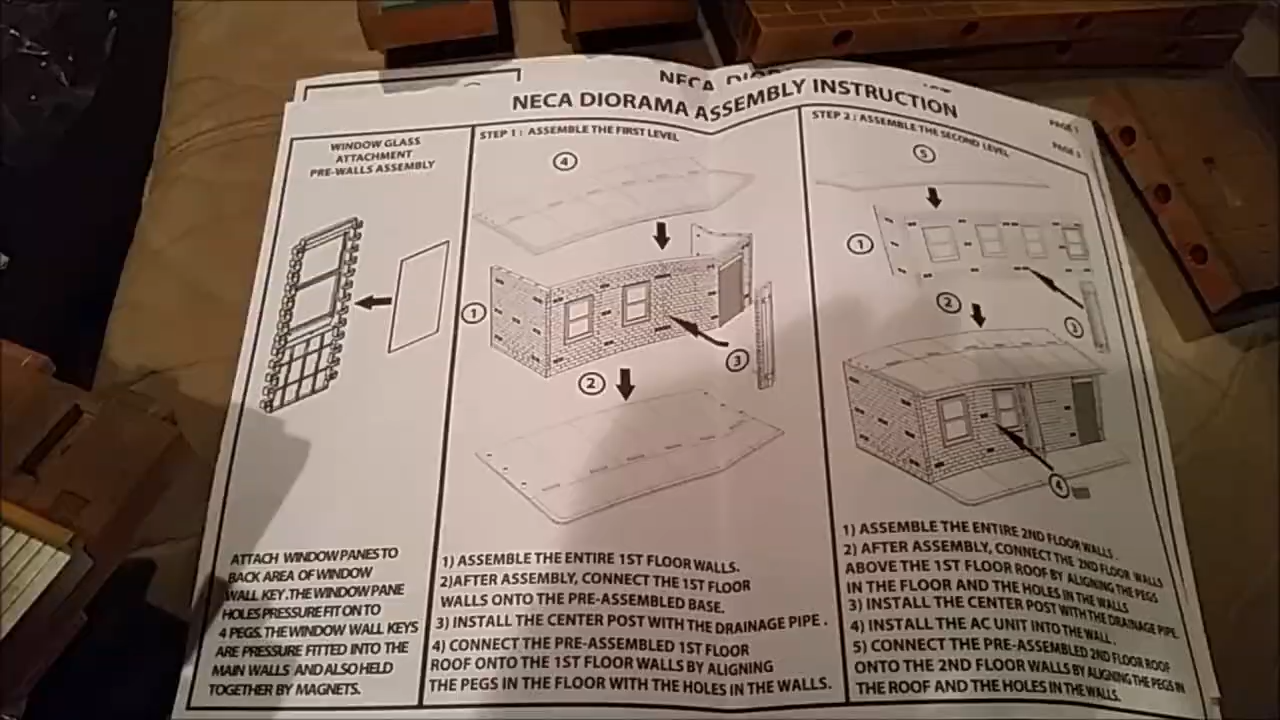 NECA DIOR
NECA DIORAMA ASSEMBLY INSTRUCTION
PAGE 1
PAGE 2
WINDOW GLASS
ATTACHMENT
PRE-WALLS ASSEMBLY
ATTACH WINDOW PANES TO
BACK AREA OF WINDOW
WALL KEY. THE WINDOW PANE
HOLES PRESSURE FIT ON TO
4 PEGS. THE WINDOW WALL KEYS
ARE PRESSURE FITTED INTO THE
MAIN WALLS AND ALSO HELD
TOGETHER BY MAGNETS.
STEP 1 : ASSEMBLE THE FIRST LEVEL
4
1
3
2
1) ASSEMBLE THE ENTIRE 1ST FLOOR WALLS.
2)AFTER ASSEMBLY, CONNECT THE 1ST FLOOR
WALLS ONTO THE PRE-ASSEMBLED BASE.
3) INSTALL THE CENTER POST WITH THE DRAINAGE PIPE .
4) CONNECT THE PRE-ASSEMBLED 1ST FLOOR
ROOF ONTO THE 1ST FLOOR WALLS BY ALIGNING
THE PEGS IN THE FLOOR WITH THE HOLES IN THE WALLS.
STEP 2 : ASSEMBLE THE SECOND LEVEL
5
1
2
3
4
1) ASSEMBLE THE ENTIRE 2ND FLOOR WALLS .
2) AFTER ASSEMBLY, CONNECT THE 2ND FLOOR WALLS
ABOVE THE 1ST FLOOR ROOF BY ALIGNING THE PEGS
IN THE FLOOR AND THE HOLES IN THE WALLS
3) INSTALL THE CENTER POST WITH THE DRAINAGE PIPE.
4) INSTALL THE AC UNIT INTO THE WALL .
5) CONNECT THE PRE-ASSEMBLED 2ND FLOOR ROOF
ONTO THE 2ND FLOOR WALLS BY ALIGNING THE PEGS IN
THE ROOF AND THE HOLES IN THE WALLS.